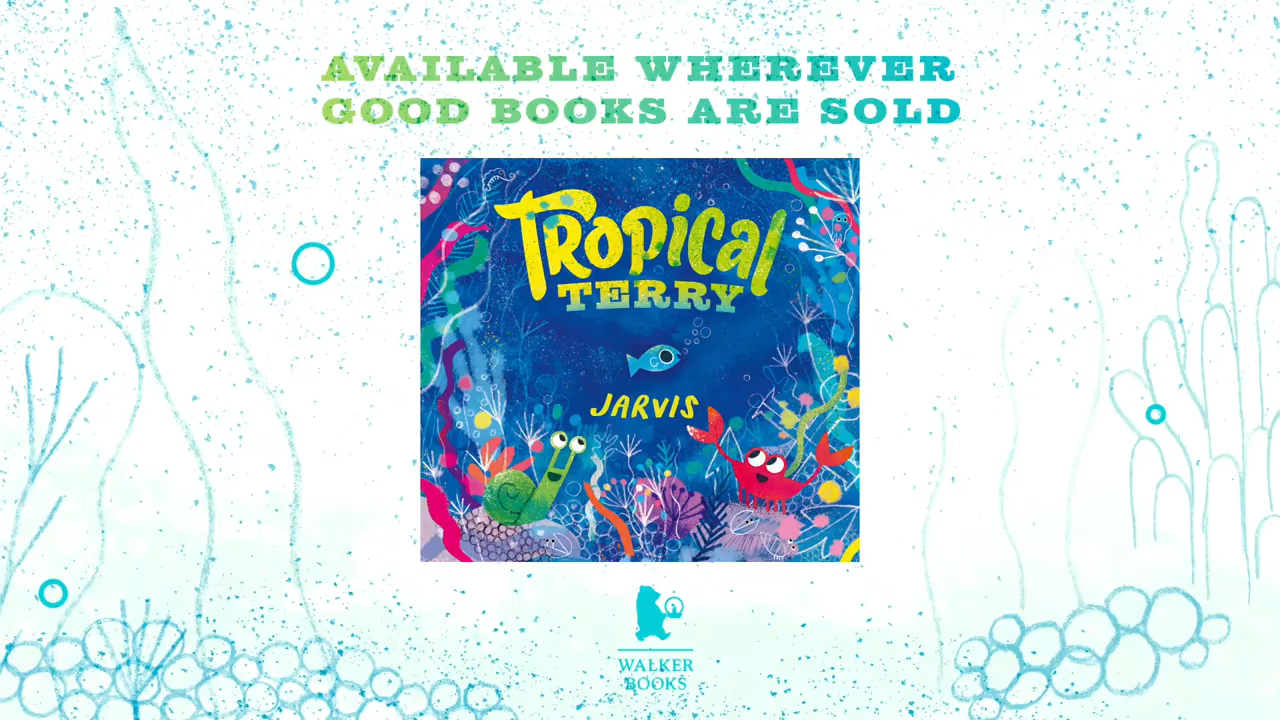 AVAILABLE WHEREVER
GOOD BOOKS ARE SOLD
TROPICAL
TERRY
JARVIS
WALKER
BOOKS